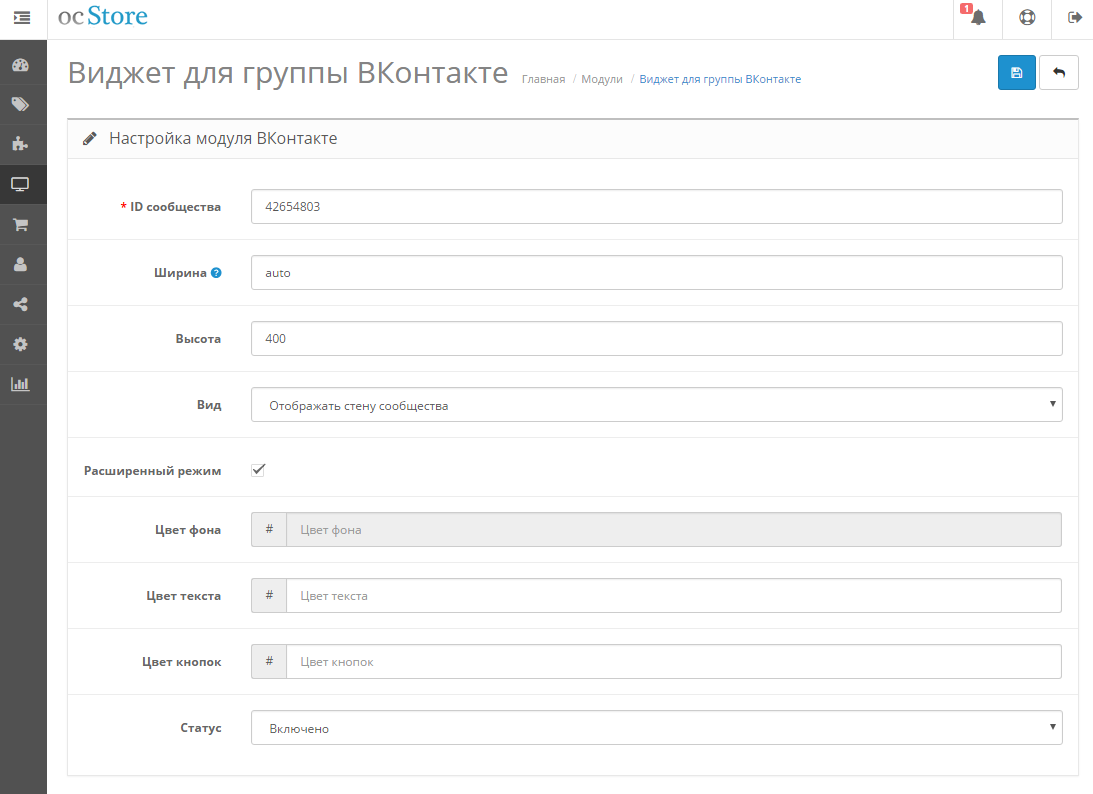 ocStore
1
Виджет для группы ВКонтакте
Главная / Модули / Виджет для группы ВКонтакте
Настройка модуля ВКонтакте
* ID сообщества
42654803
Ширина ?
auto
Высота
400
Вид
Отображать стену сообщества
Расширенный режим
Цвет фона
# Цвет фона
Цвет текста
# Цвет текста
Цвет кнопок
# Цвет кнопок
Статус
Включено